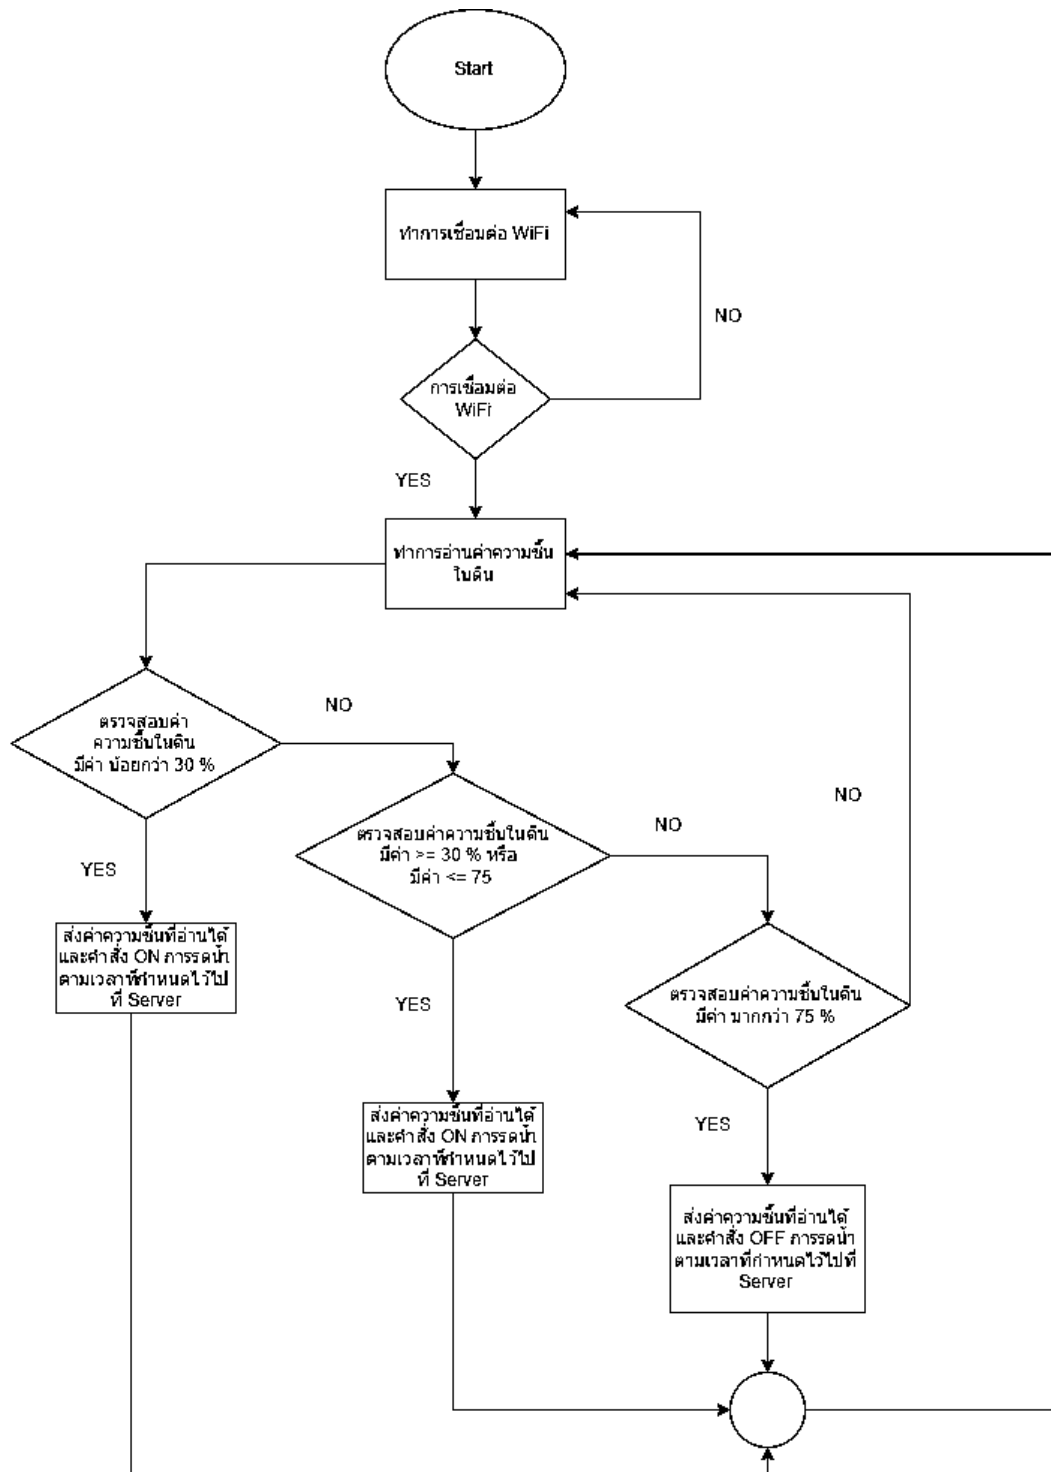 Start
ทำการเชื่อมต่อ WiFi
NO
การเชื่อมต่อ
WiFi
YES
ทำการอ่านค่าความชื้น
ในดิน
ตรวจสอบค่า
ความชื้นในดิน
มีค่า น้อยกว่า 30 %
NO
YES
ตรวจสอบค่าความชื้นในดิน
มีค่า >= 30 % หรือ
มีค่า <= 75
NO
NO
ส่งค่าความชื้นที่อ่านได้
และคำสั่ง ON การรดน้ำ
ตามเวลาที่กำหนดไว้ไป
ที่ Server
YES
ตรวจสอบค่าความชื้นในดิน
มีค่า มากกว่า 75 %
ส่งค่าความชื้นที่อ่านได้
และคำสั่ง ON การรดน้ำ
ตามเวลาที่กำหนดไว้ไป
ที่ Server
YES
ส่งค่าความชื้นที่อ่านได้
และคำสั่ง OFF การรดน้ำ
ตามเวลาที่กำหนดไว้ไปที่
Server